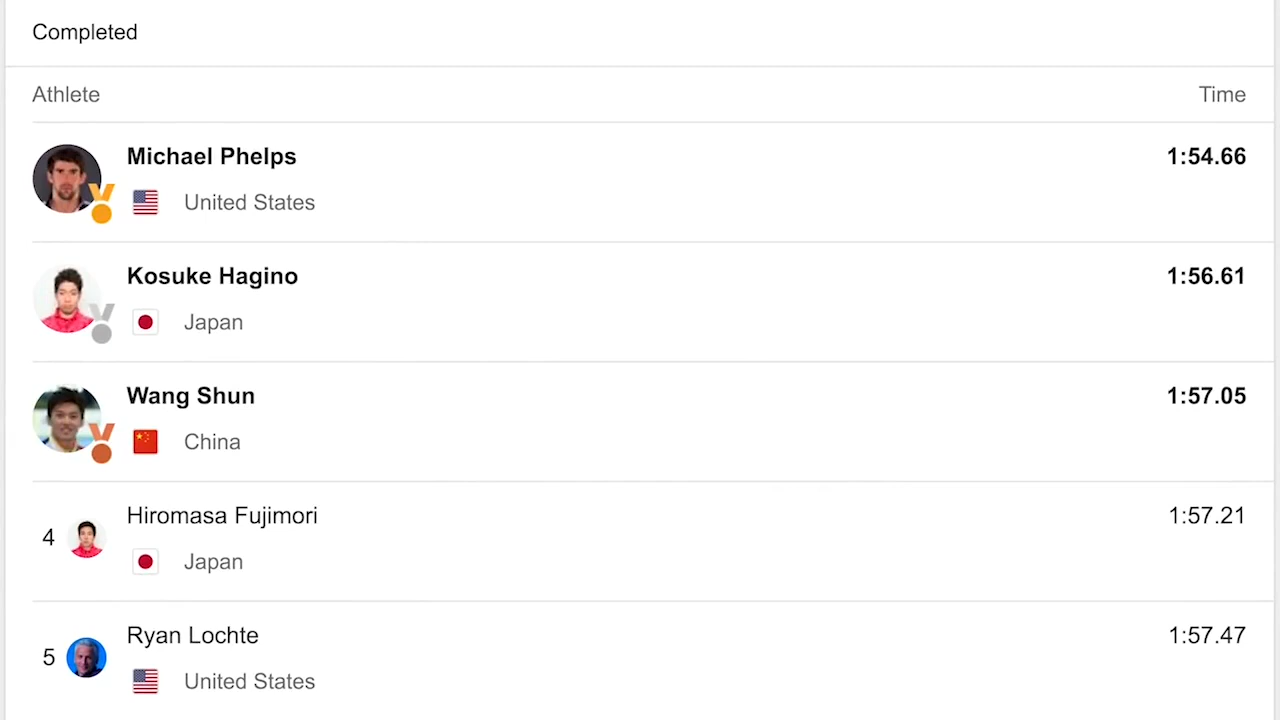 Completed
Athlete Time
Michael Phelps 1:54.66
United States
Kosuke Hagino 1:56.61
Japan
Wang Shun 1:57.05
China
4 Hiromasa Fujimori 1:57.21
Japan
5 Ryan Lochte 1:57.47
United States